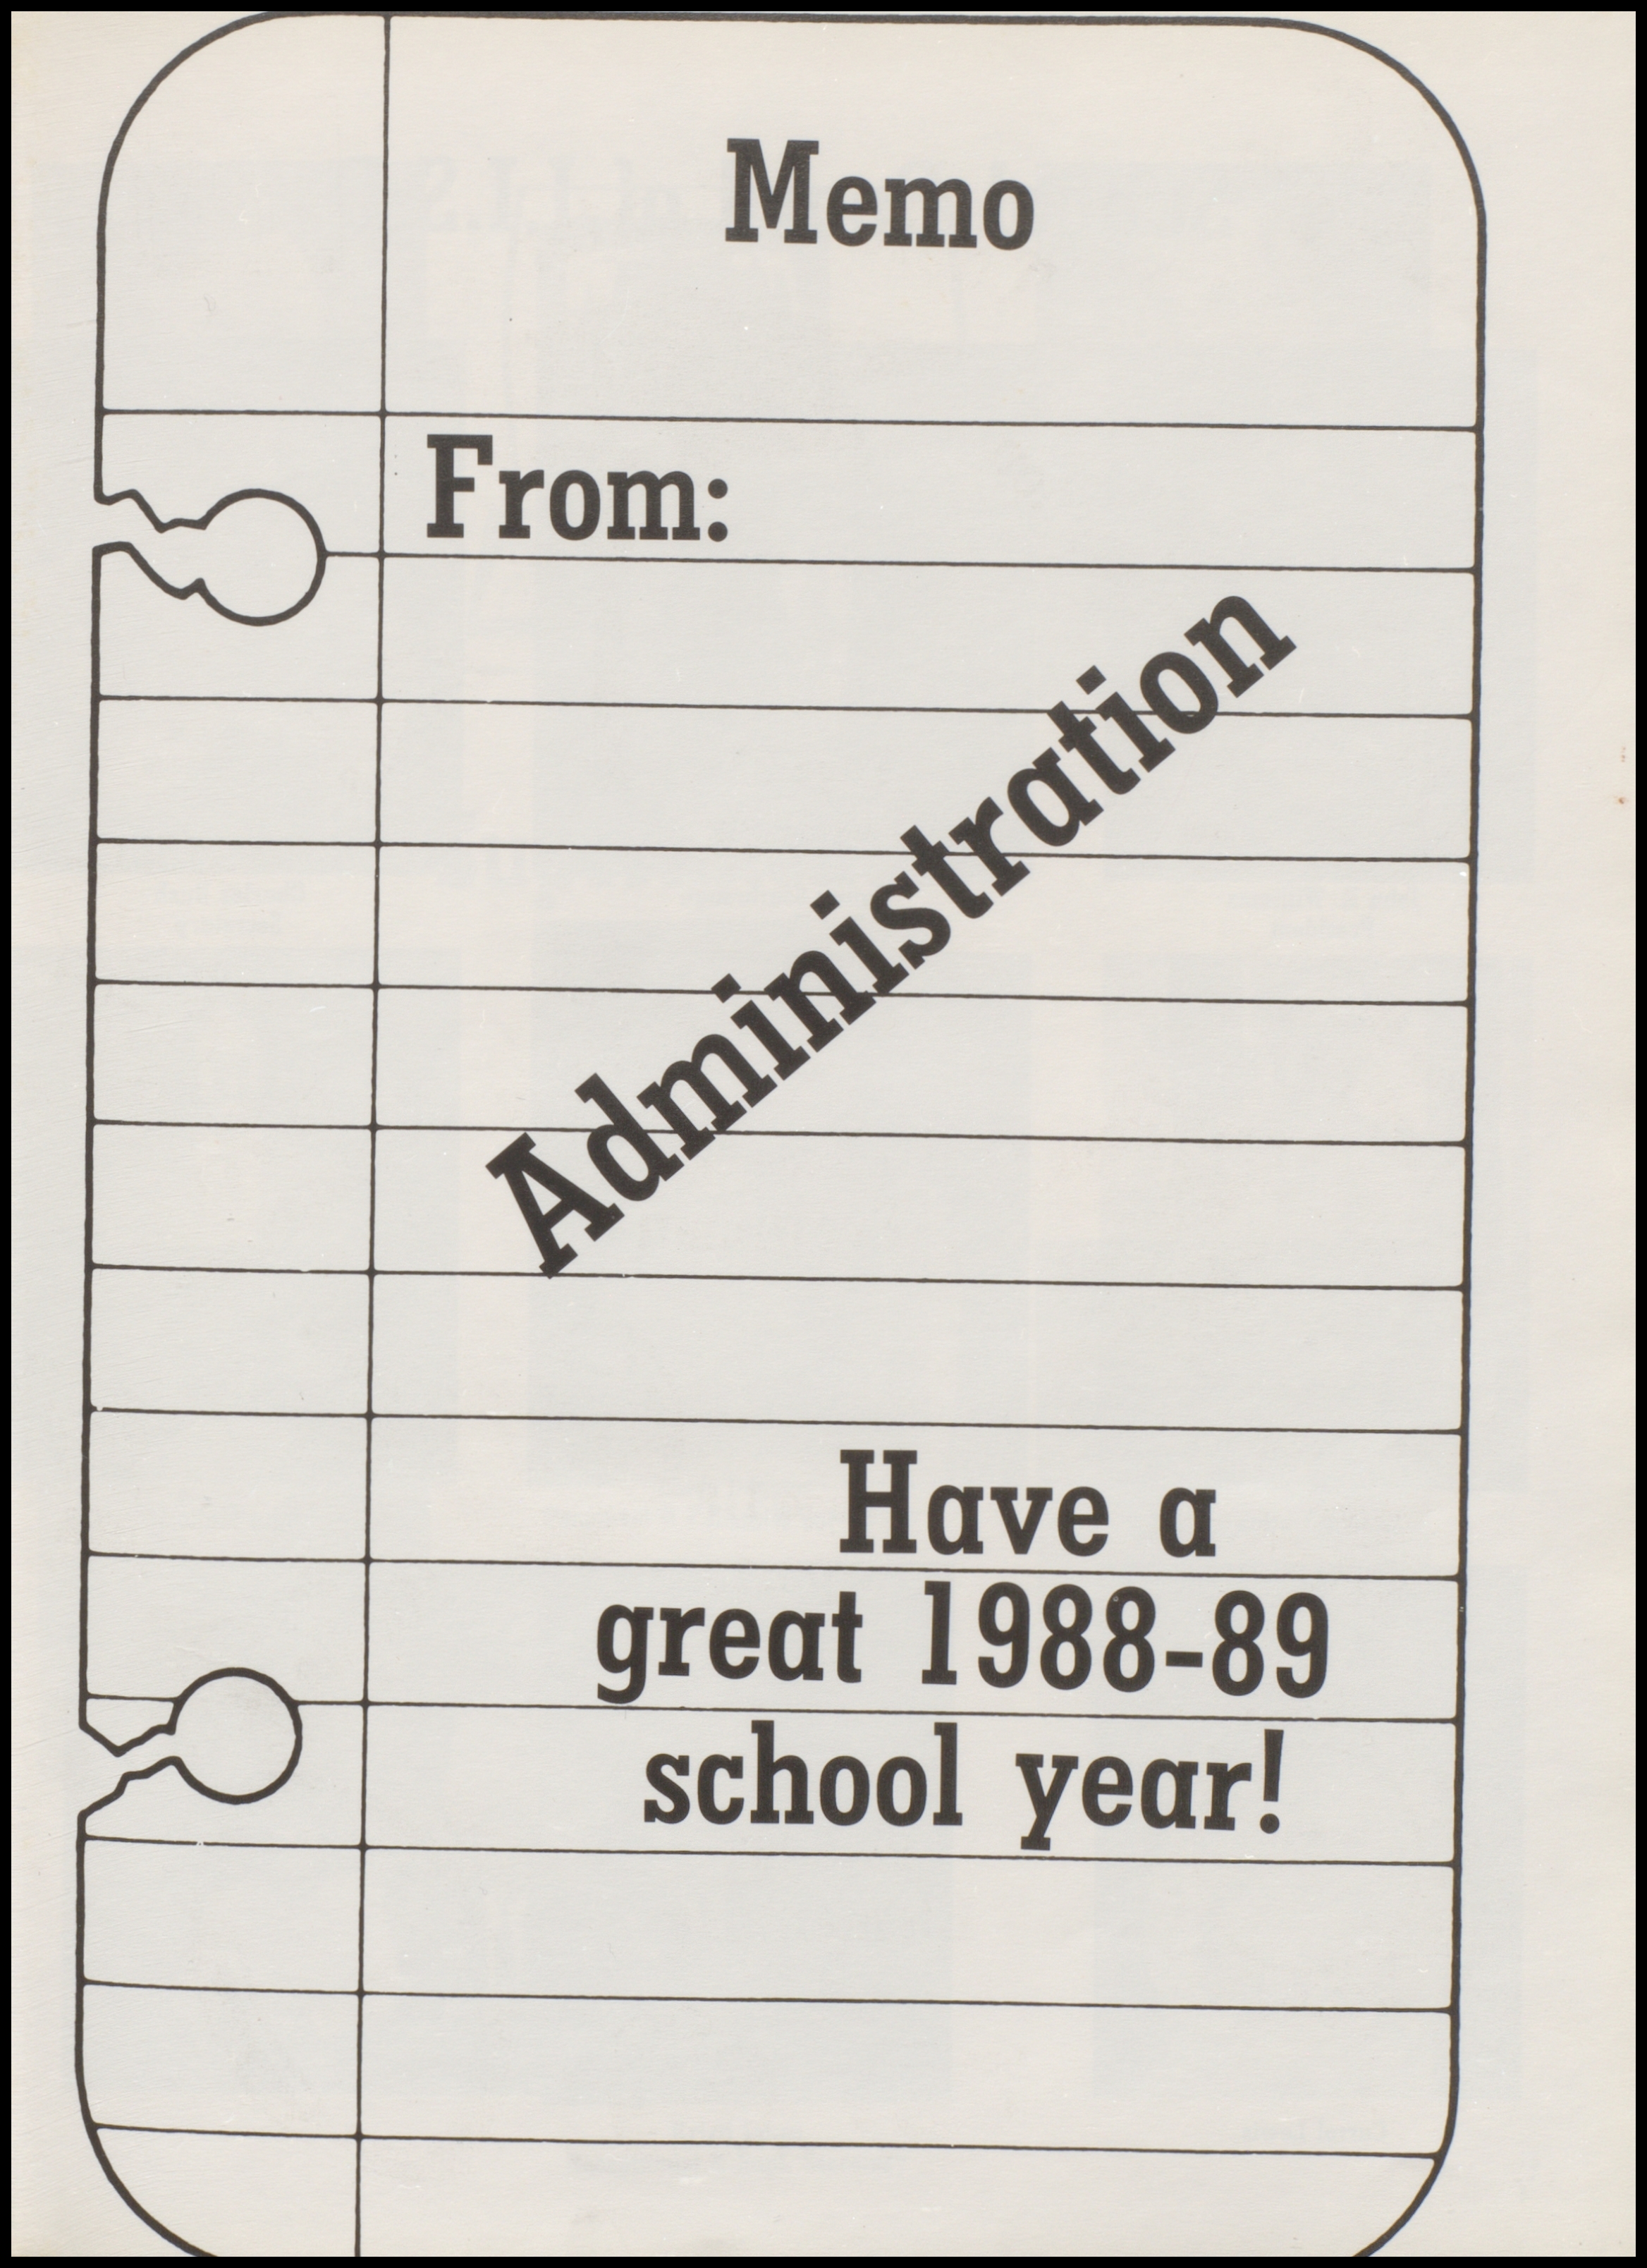 Memo
From:
Administration
Have a
great 1988-89
school year!